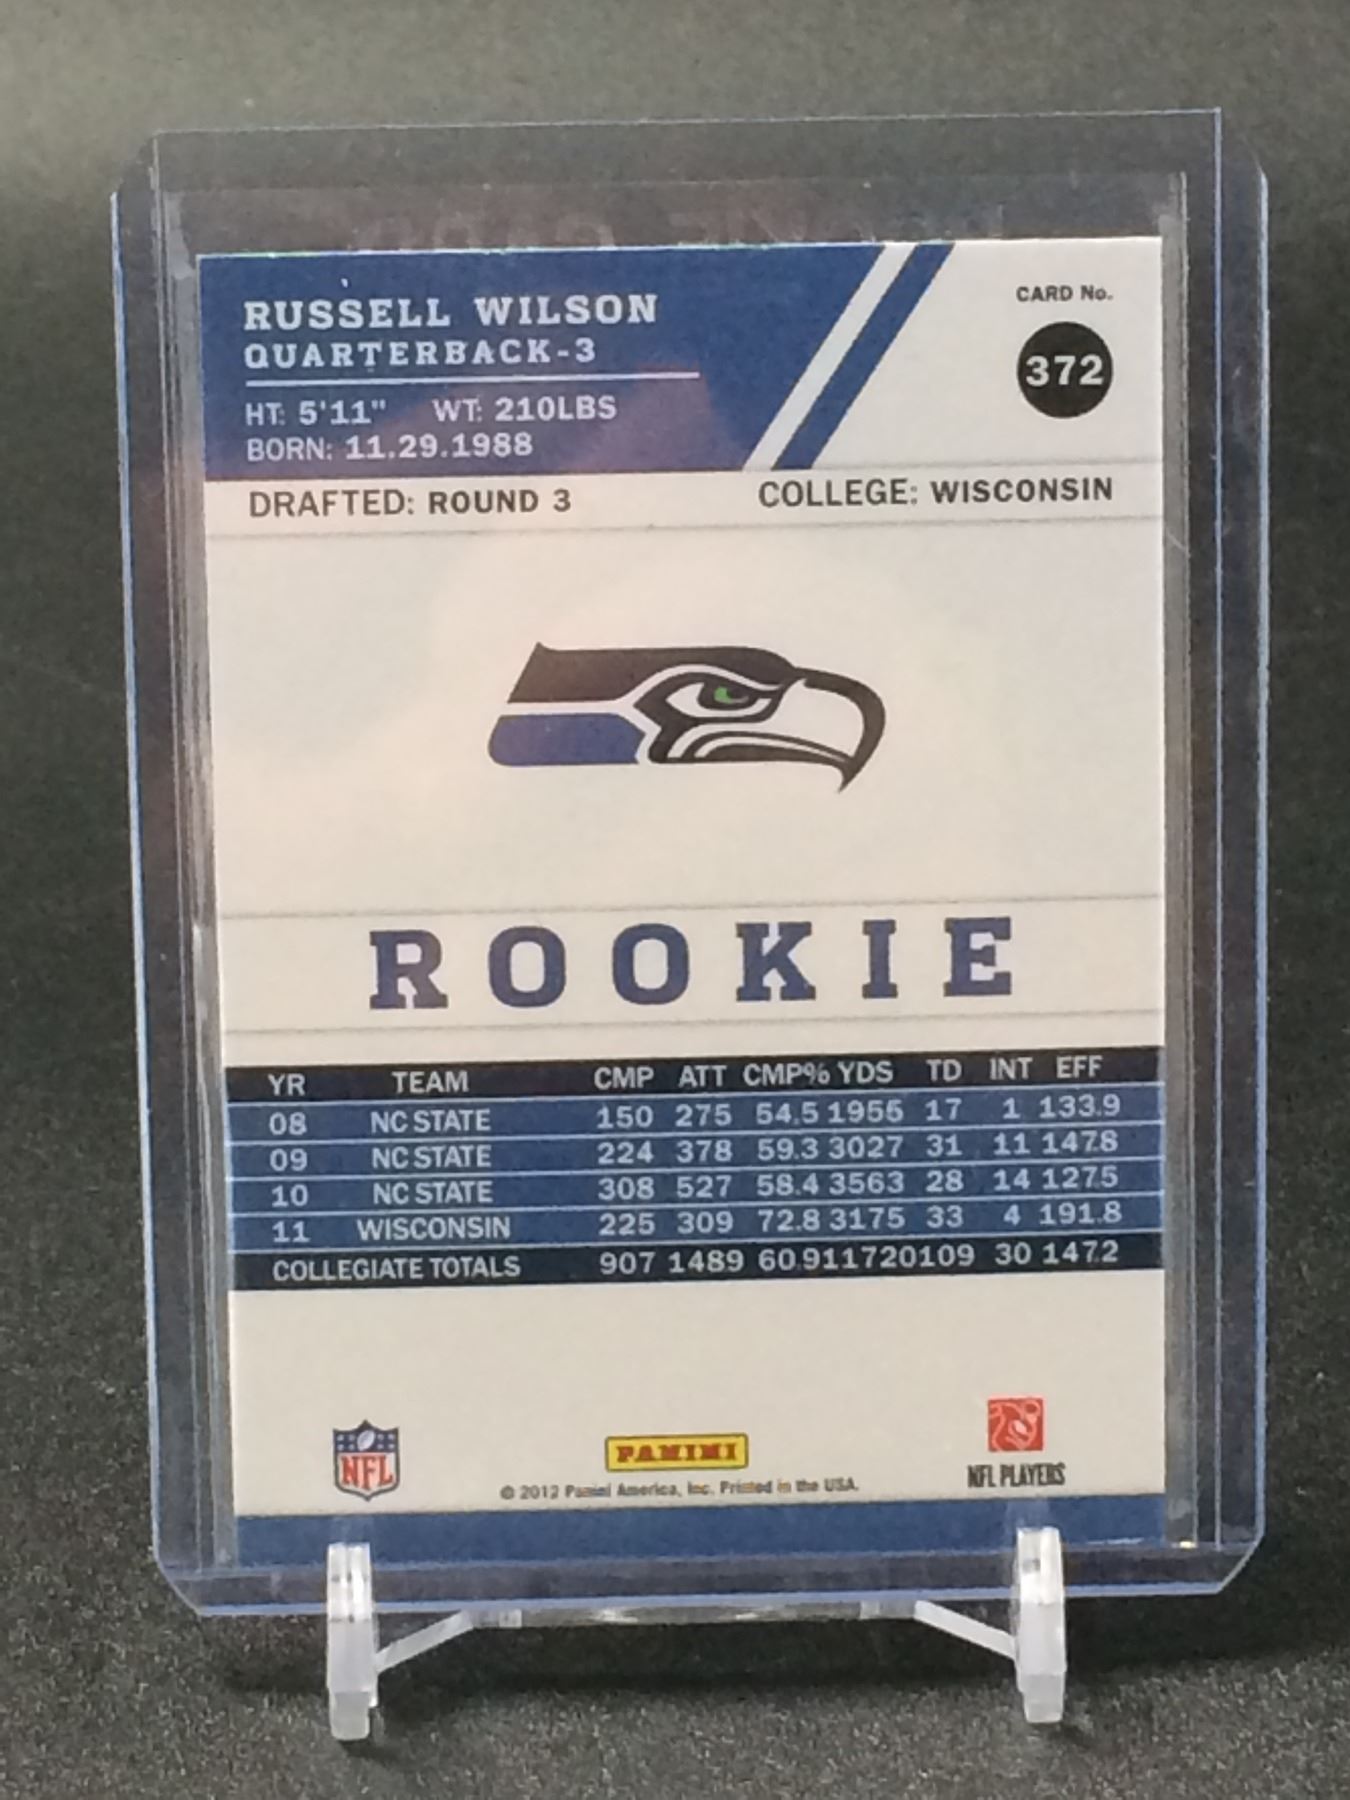 RUSSELL WILSON
QUARTERBACK-3
HT: 5'11" WT: 210LBS
BORN: 11.29.1988
CARD No.
372
DRAFTED: ROUND 3 COLLEGE: WISCONSIN
ROOKIE
YR TEAM CMP ATT CMP% YDS TD INT EFF
08 NC STATE 150 275 54.5 1955 17 1 133.9
09 NC STATE 224 378 59.3 3027 31 11 147.8
10 NC STATE 308 527 58.4 3563 28 14 127.5
11 WISCONSIN 225 309 72.8 3175 33 4 191.8
COLLEGIATE TOTALS 907 1489 60.9 11720 109 30 147.2
NFL
PANINI
© 2012 Panini America, Inc. Printed in the USA.
NFL PLAYERS